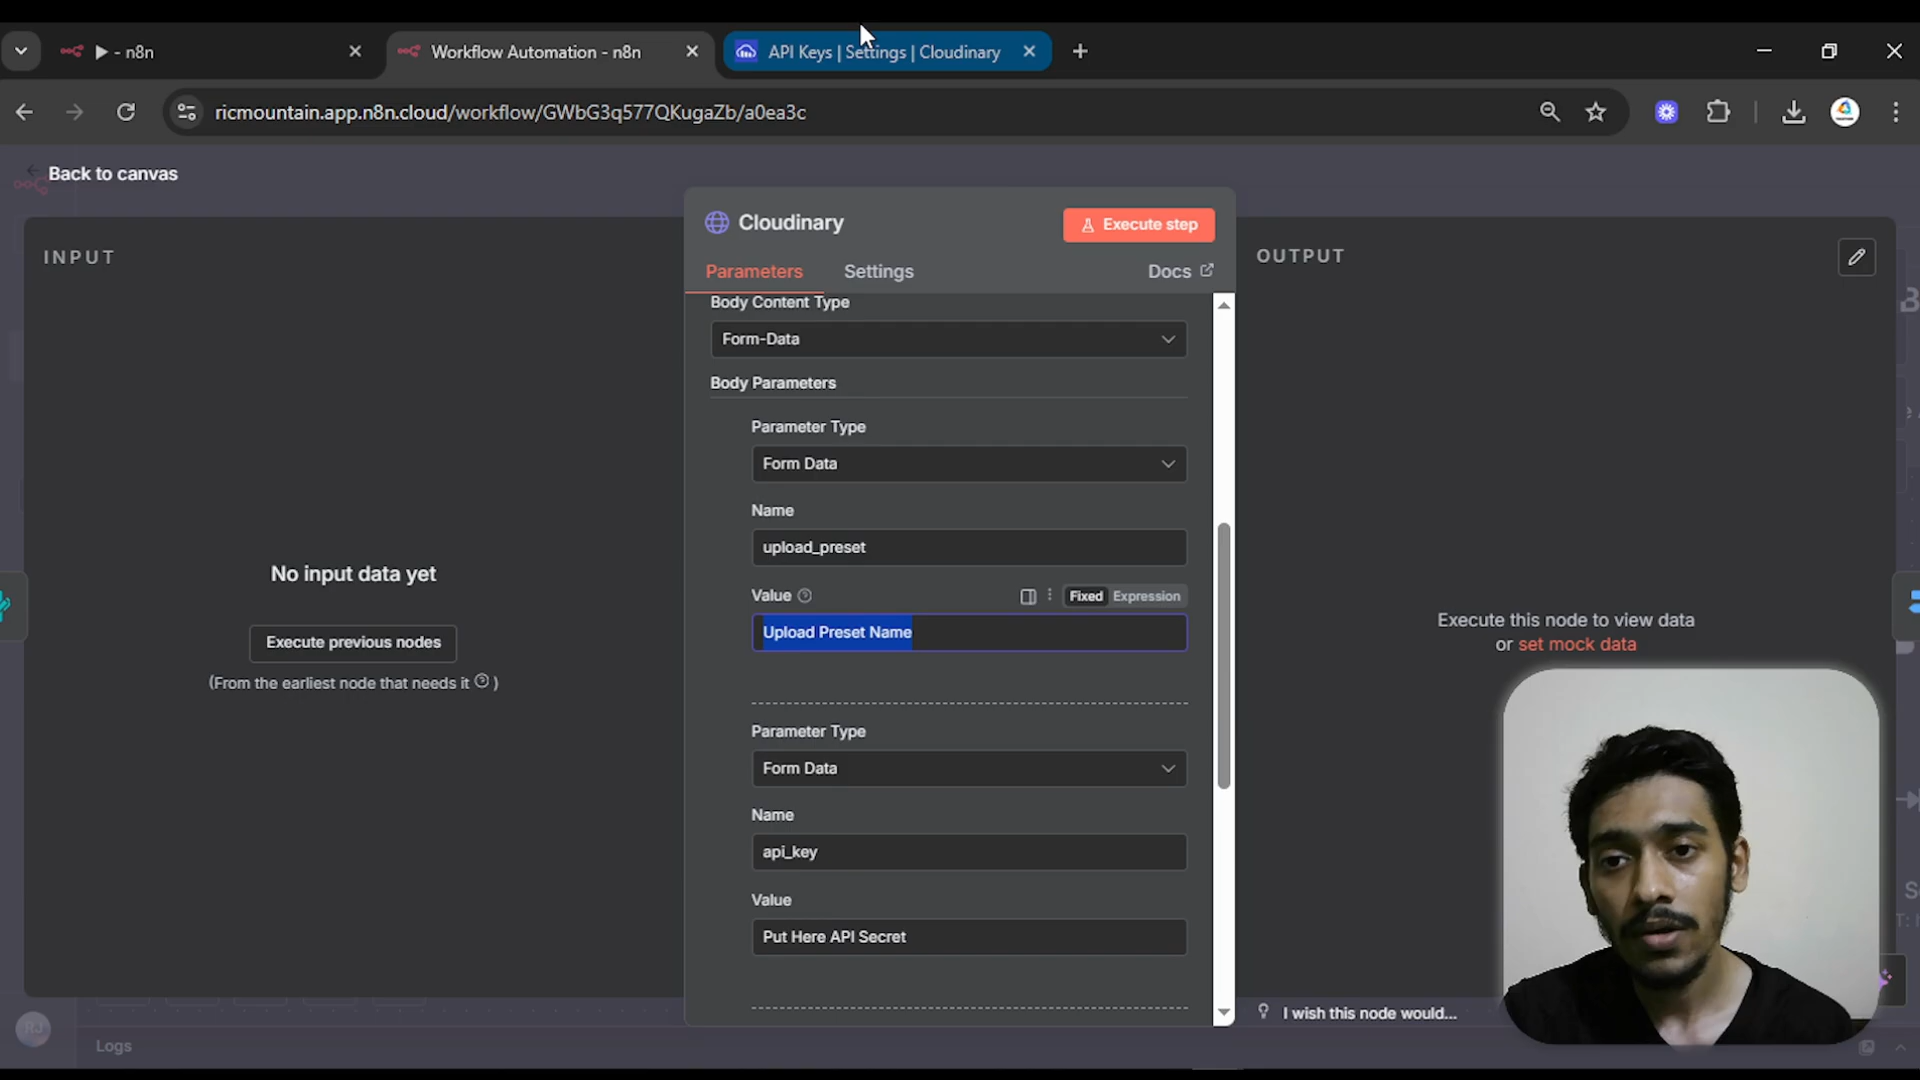 ▶ - n8n
Workflow Automation - n8n
API Keys | Settings | Cloudinary
ricmountain.app.n8n.cloud/workflow/GWbG3q577QKugaZb/a0ea3c
Back to canvas
INPUT
Cloudinary
Execute step
OUTPUT
Parameters
Settings
Docs
Body Content Type
Form-Data
Body Parameters
Parameter Type
Form Data
Name
upload_preset
Value
Fixed
Expression
Upload Preset Name
No input data yet
Execute previous nodes
(From the earliest node that needs it ? )
Execute this node to view data
or set mock data
Parameter Type
Form Data
Name
api_key
Value
Put Here API Secret
I wish this node would...
RJ
Logs